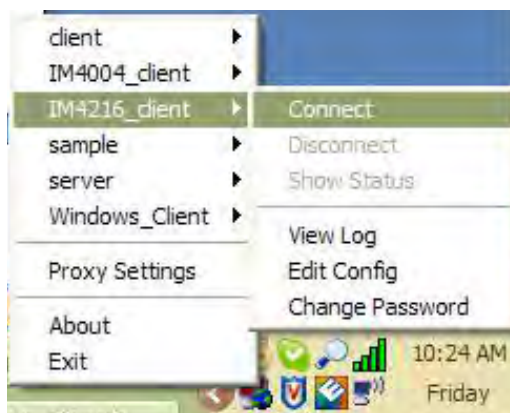 client
IM4004_client
IM4216_client
sample
server
Windows_Client
Proxy Settings
About
Exit
Connect
Disconnect
Show Status
View Log
Edit Config
Change Password
10:24 AM
Friday